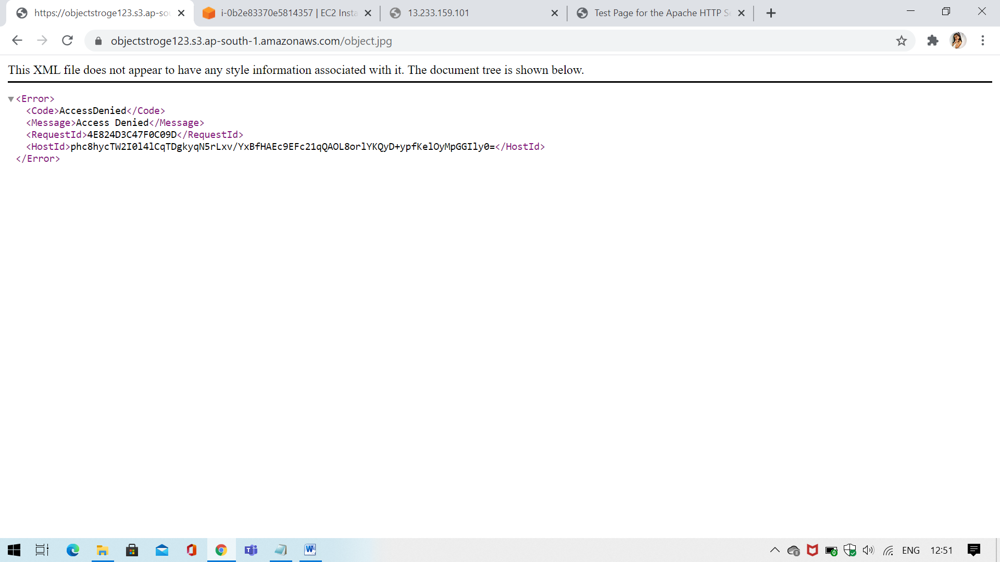 https://objectstroge123.s3.ap-so
i-0b2e83370e5814357 | EC2 Insta
13.233.159.101
Test Page for the Apache HTTP Se
objectstroge123.s3.ap-south-1.amazonaws.com/object.jpg
This XML file does not appear to have any style information associated with it. The document tree is shown below.
<Error>
<Code>AccessDenied</Code>
<Message>Access Denied</Message>
<RequestId>4E824D3C47F0C09D</RequestId>
<HostId>phc8hycTW2I0l4lCqTDgkyqN5rLxv/YxBfHAEc9EFc21qQAOL8orlYKQyD+ypfKelOyMpGGIly0=</HostId>
</Error>
ENG
12:51